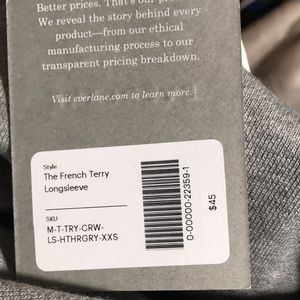 Better prices. That's our pr
We reveal the story behind every
product—from our ethical
manufacturing process to our
transparent pricing breakdown.
Visit everlane.com to learn more.
Style
The French Terry
Longsleeve
SKU
M-T-TRY-CRW-
LS-HTHRGRY-XXS
0-00000-22359-1
$45